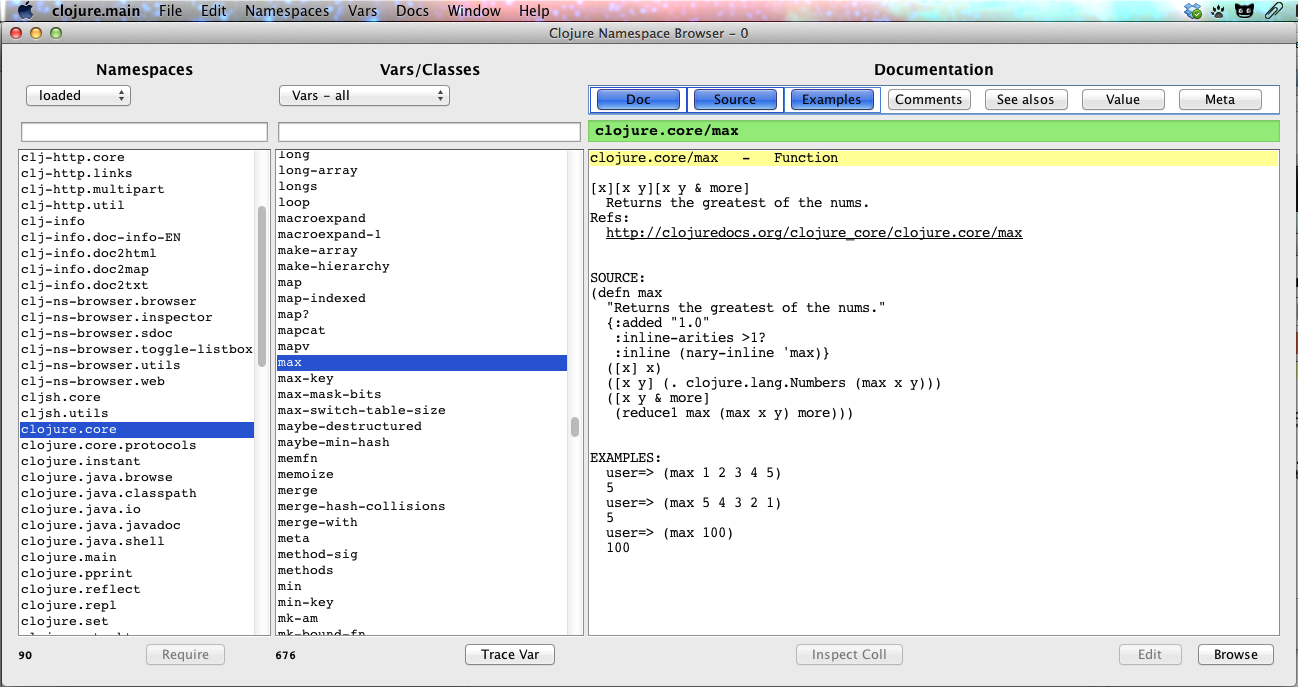 clojure.main File Edit Namespaces Vars Docs Window Help
Clojure Namespace Browser – 0
Namespaces
Vars/Classes
Documentation
loaded
Vars – all
Doc
Source
Examples
Comments
See alsos
Value
Meta
clojure.core/max
clj-http.core
clj-http.links
clj-http.multipart
clj-http.util
clj-info
clj-info.doc-info-EN
clj-info.doc2html
clj-info.doc2map
clj-info.doc2txt
clj-ns-browser.browser
clj-ns-browser.inspector
clj-ns-browser.sdoc
clj-ns-browser.toggle-listbox
clj-ns-browser.utils
clj-ns-browser.web
cljsh.core
cljsh.utils
clojure.core
clojure.core.protocols
clojure.instant
clojure.java.browse
clojure.java.classpath
clojure.java.io
clojure.java.javadoc
clojure.java.shell
clojure.main
clojure.pprint
clojure.reflect
clojure.repl
clojure.set
long
long-array
longs
loop
macroexpand
macroexpand-1
make-array
make-hierarchy
map
map-indexed
map?
mapcat
mapv
max
max-key
max-mask-bits
max-switch-table-size
maybe-destructured
maybe-min-hash
memfn
memoize
merge
merge-hash-collisions
merge-with
meta
method-sig
methods
min
min-key
mk-am
mk-bound-fn
clojure.core/max   -   Function
[x][x y][x y & more]
  Returns the greatest of the nums.
Refs:
  http://clojuredocs.org/clojure_core/clojure.core/max
SOURCE:
(defn max
  "Returns the greatest of the nums."
  {:added "1.0"
   :inline-arities >1?
   :inline (nary-inline 'max)}
  ([x] x)
  ([x y] (. clojure.lang.Numbers (max x y)))
  ([x y & more]
   (reduce1 max (max x y) more)))
EXAMPLES:
  user=> (max 1 2 3 4 5)
  5
  user=> (max 5 4 3 2 1)
  5
  user=> (max 100)
  100
90
Require
676
Trace Var
Inspect Coll
Edit
Browse